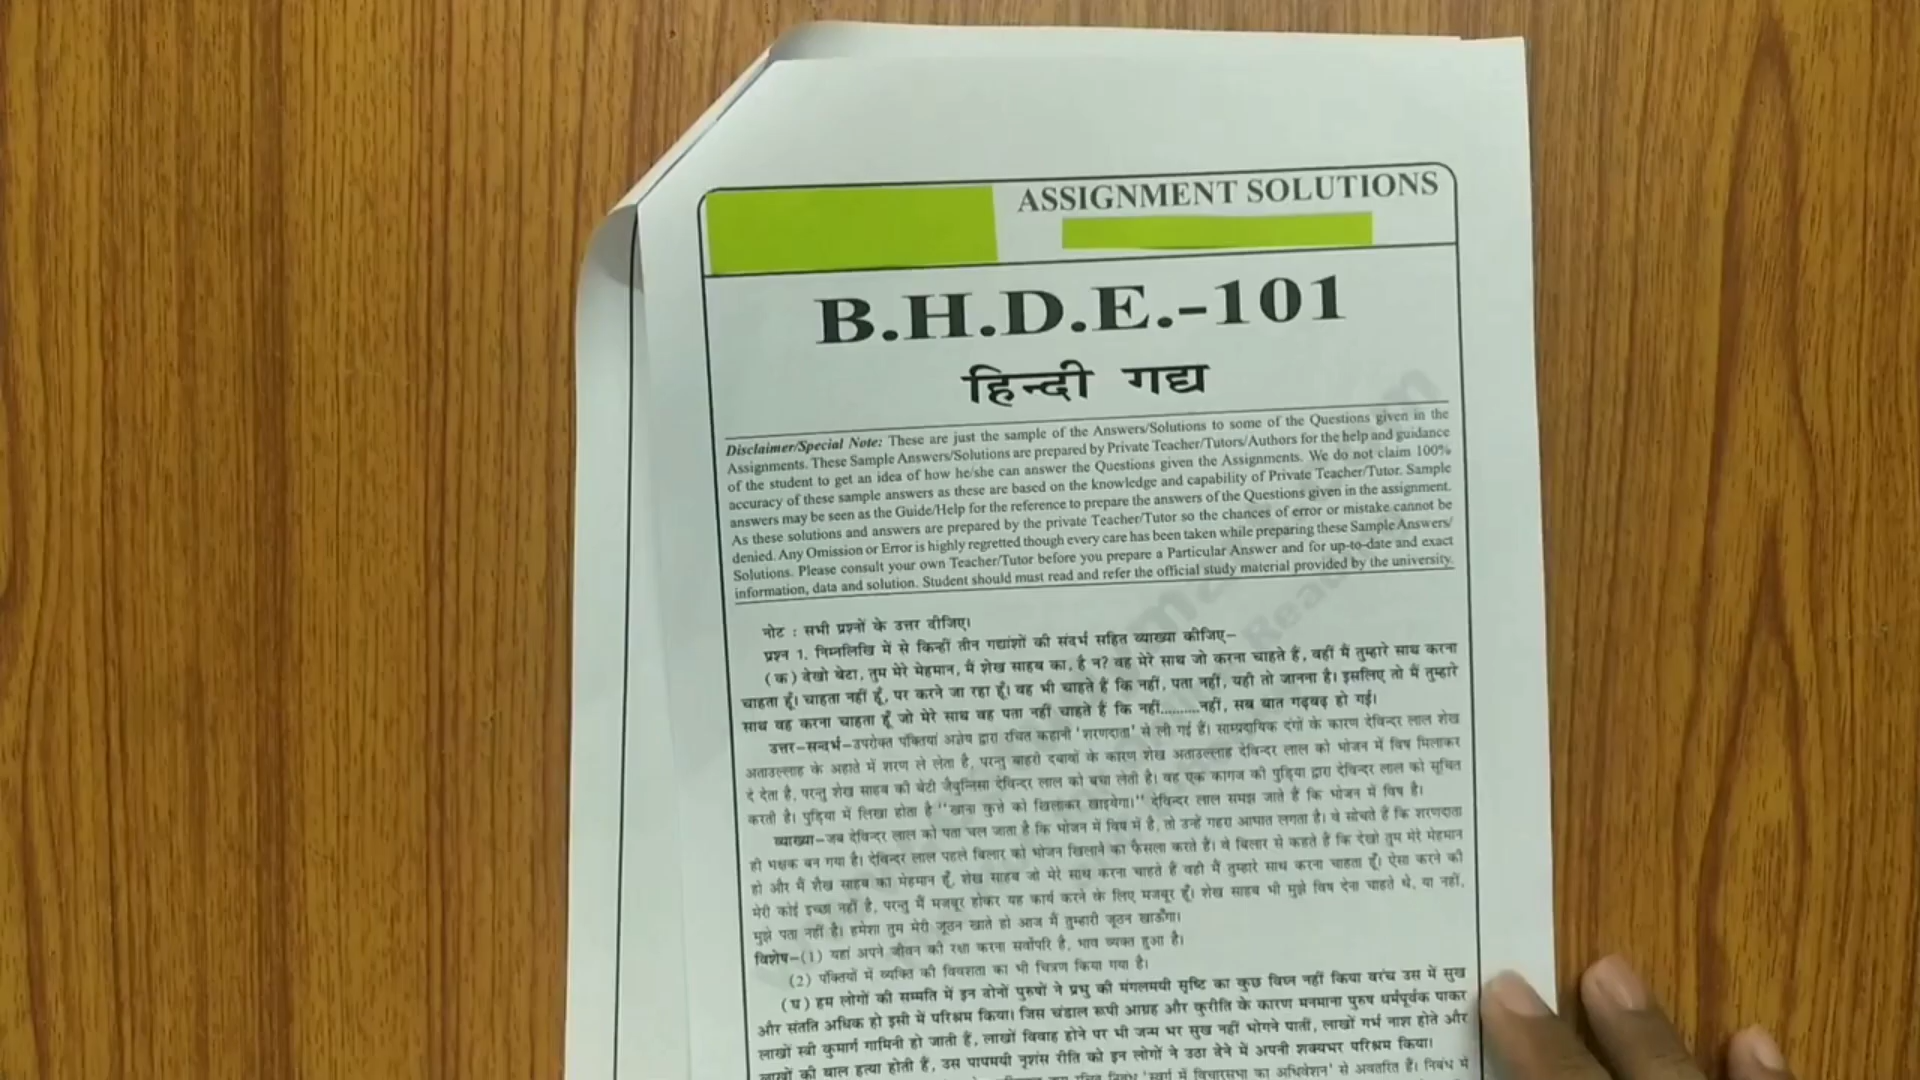 ASSIGNMENT SOLUTIONS
B.H.D.E.-101
हिन्दी गद्य
Disclaimer/Special Note: These are just the sample of the Answers/Solutions to some of the Questions given in the
Assignments. These Sample Answers/Solutions are prepared by Private Teacher/Tutors/Authors for the help and guidance
of the student to get an idea of how he/she can answer the Questions given the Assignments. We do not claim 100%
accuracy of these sample answers as these are based on the knowledge and capability of Private Teacher/Tutor. Sample
answers may be seen as the Guide/Help for the reference to prepare the answers of the Questions given in the assignment.
As these solutions and answers are prepared by the private Teacher/Tutor so the chances of error or mistake cannot be
denied. Any Omission or Error is highly regretted though every care has been taken while preparing these Sample Answers/
Solutions. Please consult your own Teacher/Tutor before you prepare a Particular Answer and for up-to-date and exact
information, data and solution. Student should must read and refer the official study material provided by the university.
नोट : सभी प्रश्नों के उत्तर दीजिए।
प्रश्न 1. निम्नलिखि में से किन्हीं तीन गद्यांशों की संदर्भ सहित व्याख्या कीजिए–
(क) देखो बेटा, तुम मेरे मेहमान, मैं शेख साहब का, है न? वह मेरे साथ जो करना चाहते हैं, वहीं मैं तुम्हारे साथ करना
चाहता हूँ। चाहता नहीं हूँ, पर करने जा रहा हूँ। वह भी चाहते हैं कि नहीं, पता नहीं, यही तो जानना है। इसलिए तो मैं तुम्हारे
साथ वह करना चाहता हूँ जो मेरे साथ वह पता नहीं चाहते हैं कि नहीं..........नहीं, सब बात गड़बड़ हो गई।
उत्तर–सन्दर्भ–उपरोक्त पंक्तियां अज्ञेय द्वारा रचित कहानी 'शरणदाता' से ली गई हैं। साम्प्रदायिक दंगों के कारण देविन्दर लाल शेख
अताउल्लाह के अहाते में शरण ले लेता है, परन्तु बाहरी दबावों के कारण शेख अताउल्लाह देविन्दर लाल को भोजन में विष मिलाकर
दे देता है, परन्तु शेख साहब की बेटी जैबुन्निसा देविन्दर लाल को बचा लेती है। वह एक कागज की पुड़िया द्वारा देविन्दर लाल को सूचित
करती है। पुड़िया में लिखा होता है ''खाना कुत्ते को खिलाकर खाइयेगा।'' देविन्दर लाल समझ जाते हैं कि भोजन में विष है।
व्याख्या–जब देविन्दर लाल को पता चल जाता है कि भोजन में विष में है, तो उन्हें गहरा आघात लगता है। वे सोचते हैं कि शरणदाता
ही भक्षक बन गया है। देविन्दर लाल पहले बिलार को भोजन खिलाने का फैसला करते हैं। वे बिलार से कहते हैं कि देखो तुम मेरे मेहमान
हो और मैं शैख साहब का मेहमान हूँ, शेख साहब जो मेरे साथ करना चाहते हैं वही मैं तुम्हारे साथ करना चाहता हूँ। ऐसा करने की
मेरी कोई इच्छा नहीं है, परन्तु मैं मजबूर होकर यह कार्य करने के लिए मजबूर हूँ। शेख साहब भी मुझे विष देना चाहते थे, या नहीं,
मुझे पता नहीं है। हमेशा तुम मेरी जूठन खाते हो आज मैं तुम्हारी जूठन खाऊँगा।
विशेष–(1) यहां अपने जीवन की रक्षा करना सर्वोपरि है, भाव व्यक्त हुआ है।
(2) पंक्तियों में व्यक्ति की विवशता का भी चित्रण किया गया है।
(घ) हम लोगों की सम्मति में इन दोनों पुरुषों ने प्रभु की मंगलमयी सृष्टि का कुछ विघ्न नहीं किया वरंच उस में सुख
और संतति अधिक हो इसी में परिश्रम किया। जिस चंडाल रूपी आग्रह और कुरीति के कारण मनमाना पुरुष धर्मपूर्वक पाकर
लाखों स्त्री कुमार्ग गामिनी हो जाती हैं, लाखों विवाह होने पर भी जन्म भर सुख नहीं भोगने पातीं, लाखों गर्भ नाश होते और
लाखों की बाल हत्या होती हैं, उस पापमयी नृशंस रीति को इन लोगों ने उठा देने में अपनी शक्यभर परिश्रम किया।
रचित निबंध 'स्वर्ग में विचारसभा का अधिवेशन' से अवतरित हैं। निबंध में